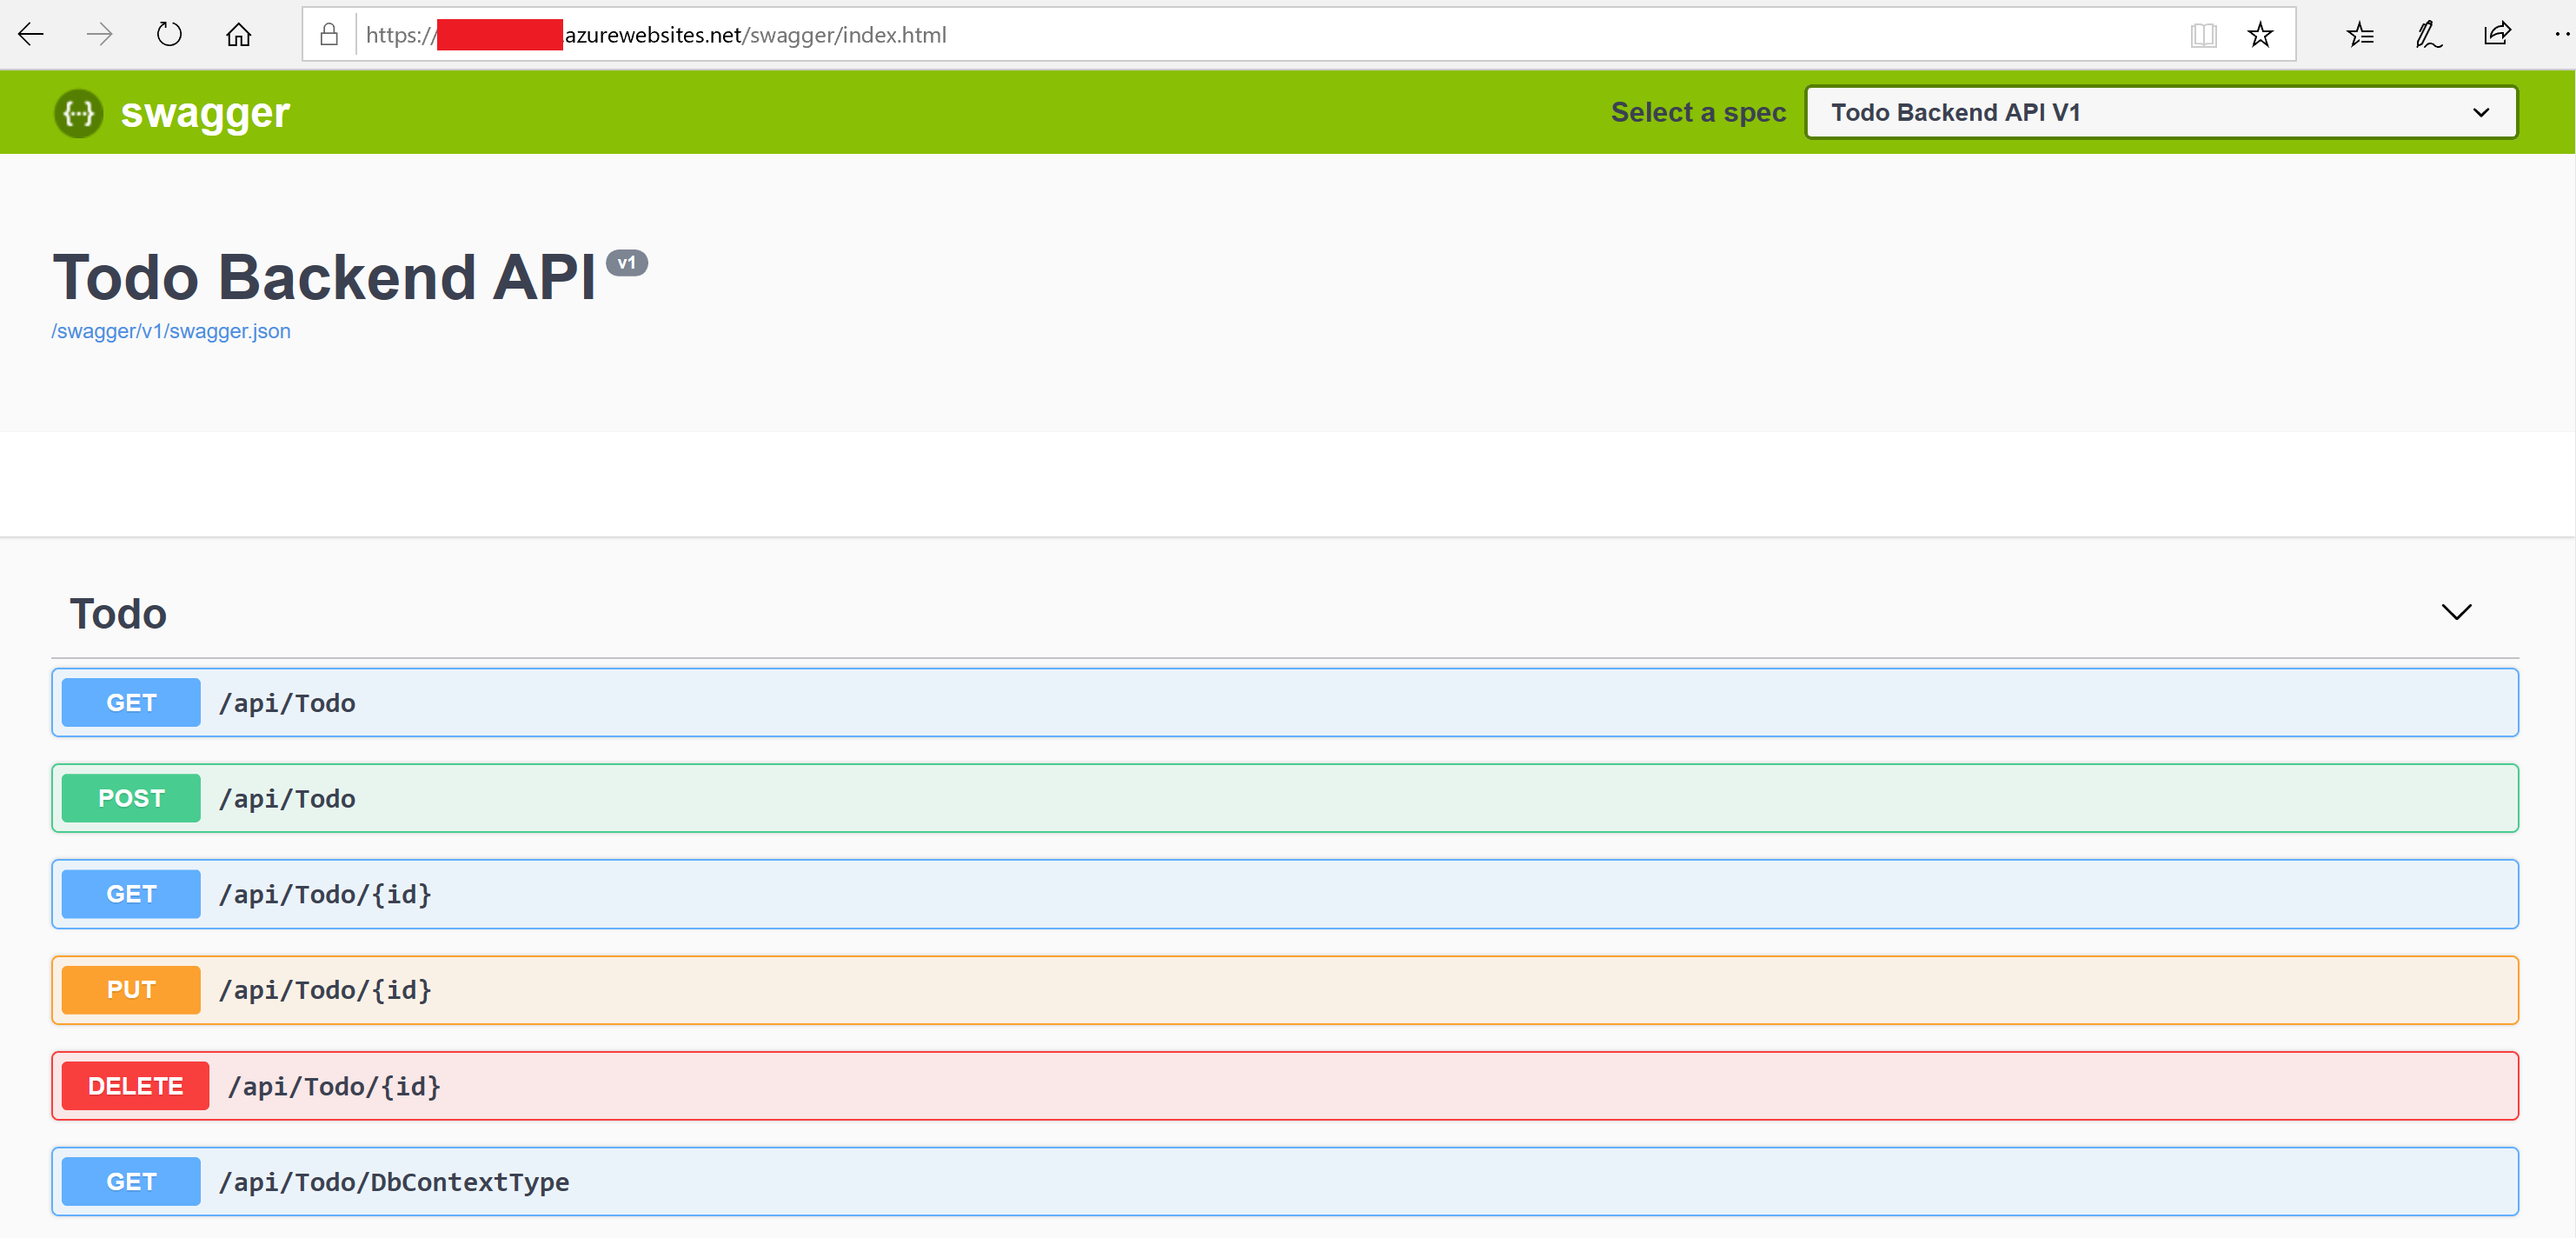 https:// .azurewebsites.net/swagger/index.html
{...} swagger
Select a spec
Todo Backend API V1
Todo Backend API v1
/swagger/v1/swagger.json
Todo
GET /api/Todo
POST /api/Todo
GET /api/Todo/{id}
PUT /api/Todo/{id}
DELETE /api/Todo/{id}
GET /api/Todo/DbContextType